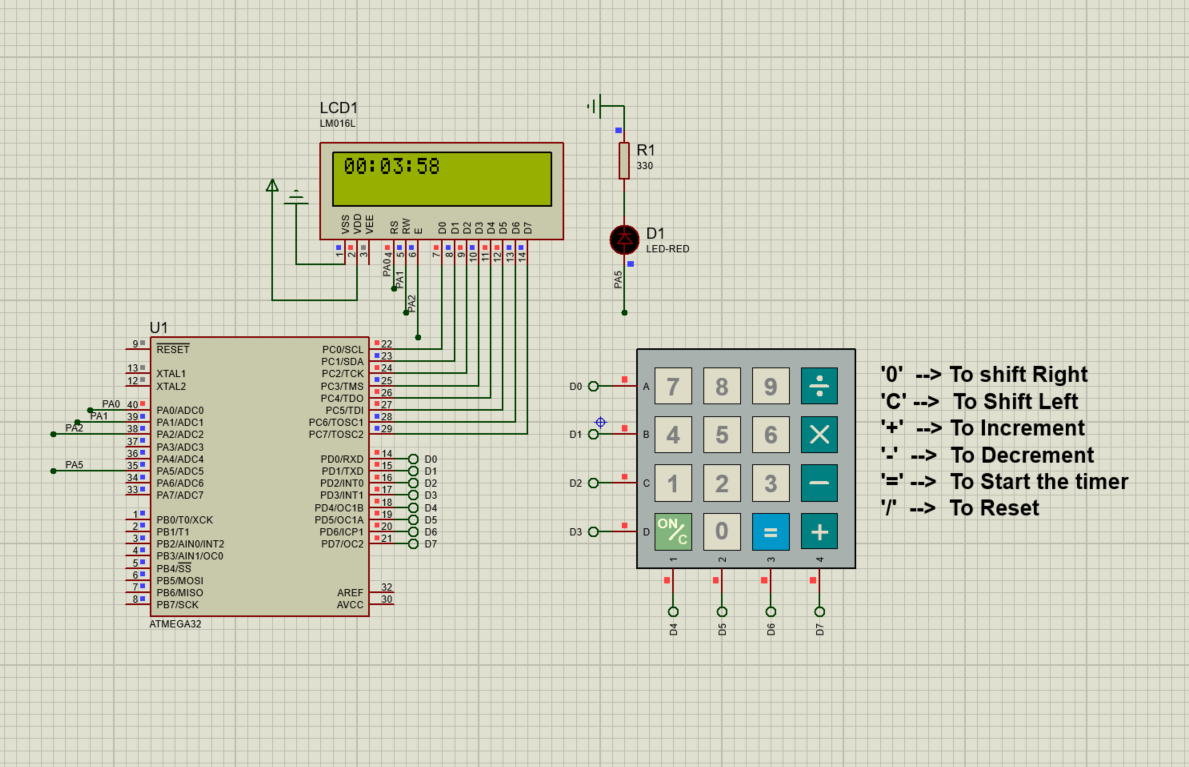 LCD1
LM016L
00:03:58
VSS
VDD
VEE
RS
RW
E
D0
D1
D2
D3
D4
D5
D6
D7
1
2
3
4
5
6
7
8
9
10
11
12
13
14
PA0
PA1
PA2
R1
330
D1
LED-RED
PA5
U1
9 RESET PC0/SCL 22
PC1/SDA 23
13 XTAL1 PC2/TCK 24
12 XTAL2 PC3/TMS 25
PC4/TDO 26
PA0 40 PA0/ADC0 PC5/TDI 27
PA1 39 PA1/ADC1 PC6/TOSC1 28
PA2 38 PA2/ADC2 PC7/TOSC2 29
37 PA3/ADC3
36 PA4/ADC4 PD0/RXD 14 D0
PA5 35 PA5/ADC5 PD1/TXD 15 D1
34 PA6/ADC6 PD2/INT0 16 D2
33 PA7/ADC7 PD3/INT1 17 D3
PD4/OC1B 18 D4
1 PB0/T0/XCK PD5/OC1A 19 D5
2 PB1/T1 PD6/ICP1 20 D6
3 PB2/AIN0/INT2 PD7/OC2 21 D7
4 PB3/AIN1/OC0
5 PB4/SS
6 PB5/MOSI
7 PB6/MISO AREF 32
8 PB7/SCK AVCC 30
ATMEGA32
D0 A 7 8 9 ÷
D1 B 4 5 6 ×
D2 C 1 2 3 −
D3 D ON/C 0 = +
1 2 3 4
D4 D5 D6 D7
'0' --> To shift Right
'C' --> To Shift Left
'+' --> To Increment
'-' --> To Decrement
'=' --> To Start the timer
'/' --> To Reset